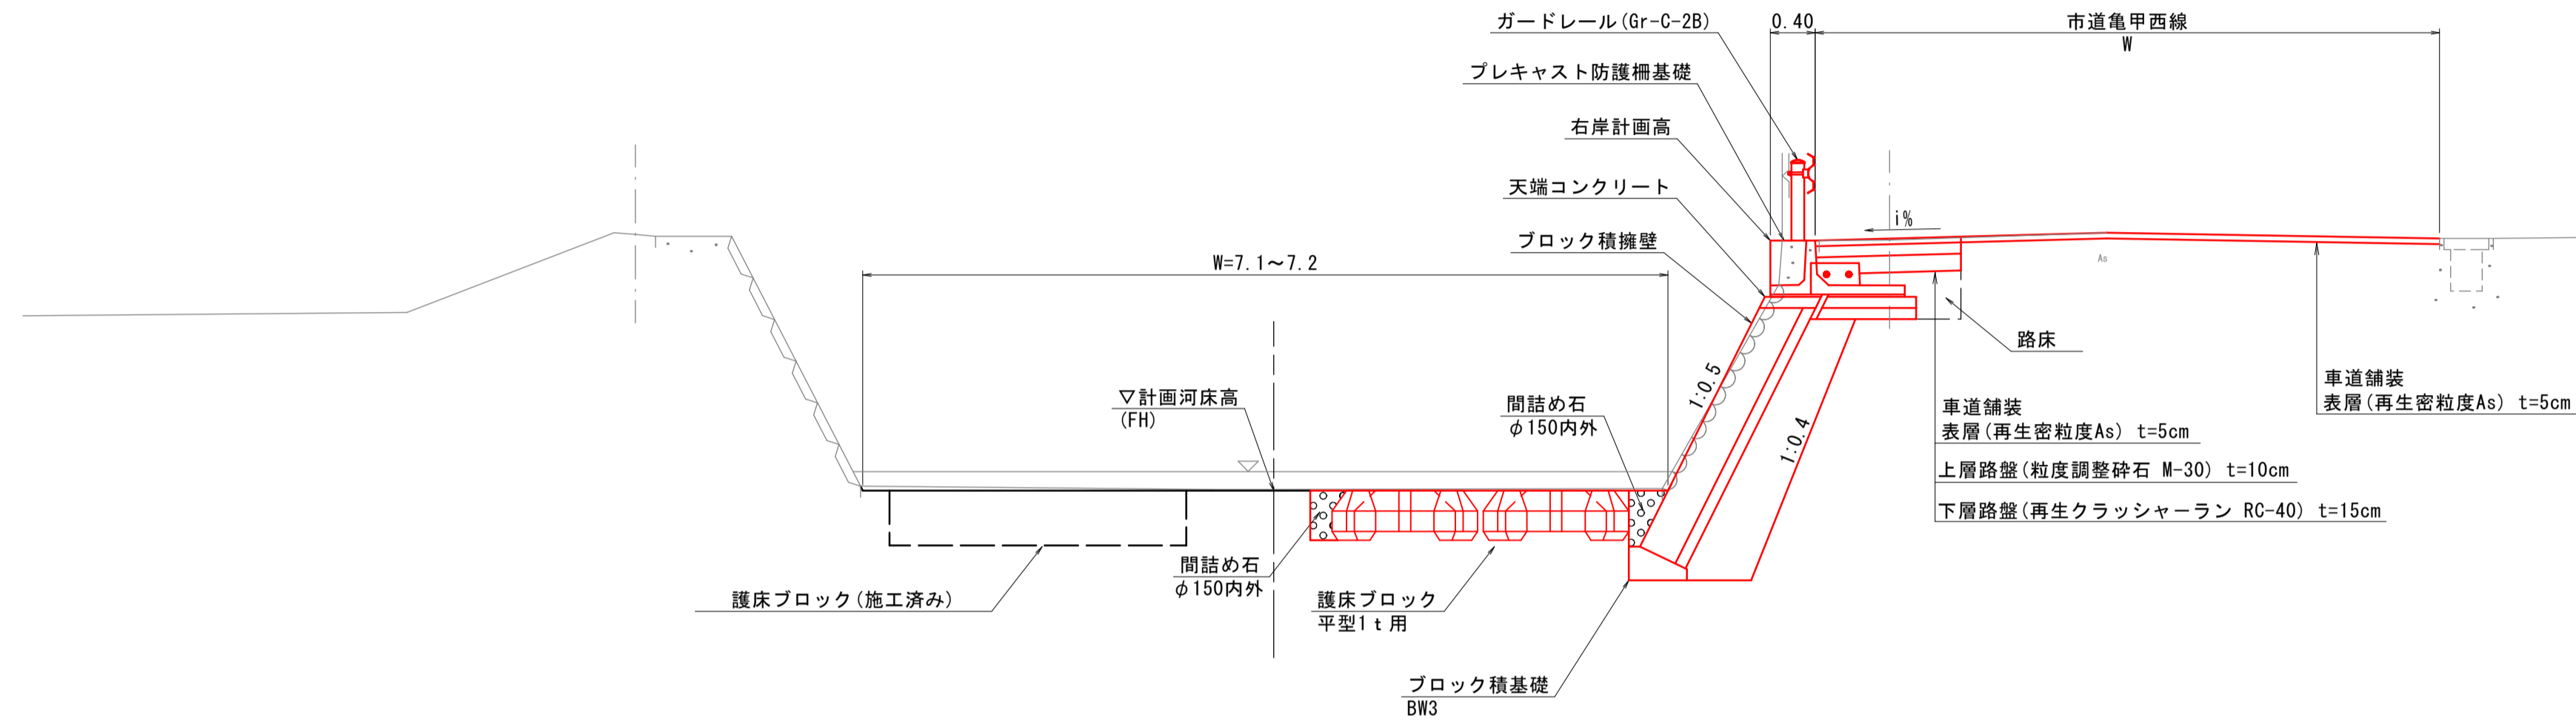 ガードレール(Gr-C-2B)
0.40
市道亀甲西線
W
プレキャスト防護柵基礎
右岸計画高
天端コンクリート
i%
ブロック積擁壁
W=7.1～7.2
As
路床
1:0.5
1:0.4
▽計画河床高
(FH)
間詰め石
φ150内外
車道舗装
表層(再生密粒度As) t=5cm
車道舗装
表層(再生密粒度As) t=5cm
上層路盤(粒度調整砕石 M-30) t=10cm
下層路盤(再生クラッシャーラン RC-40) t=15cm
間詰め石
φ150内外
護床ブロック(施工済み)
護床ブロック
平型1ｔ用
ブロック積基礎
BW3